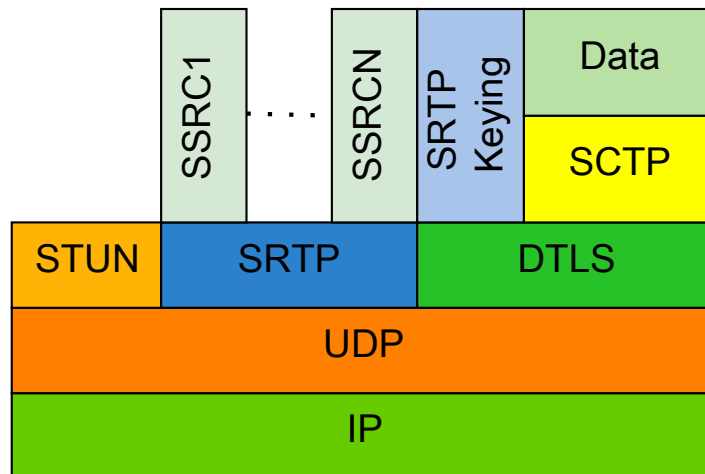 SSRC1
. . . .
SSRCN
SRTP
Keying
Data
SCTP
STUN
SRTP
DTLS
UDP
IP